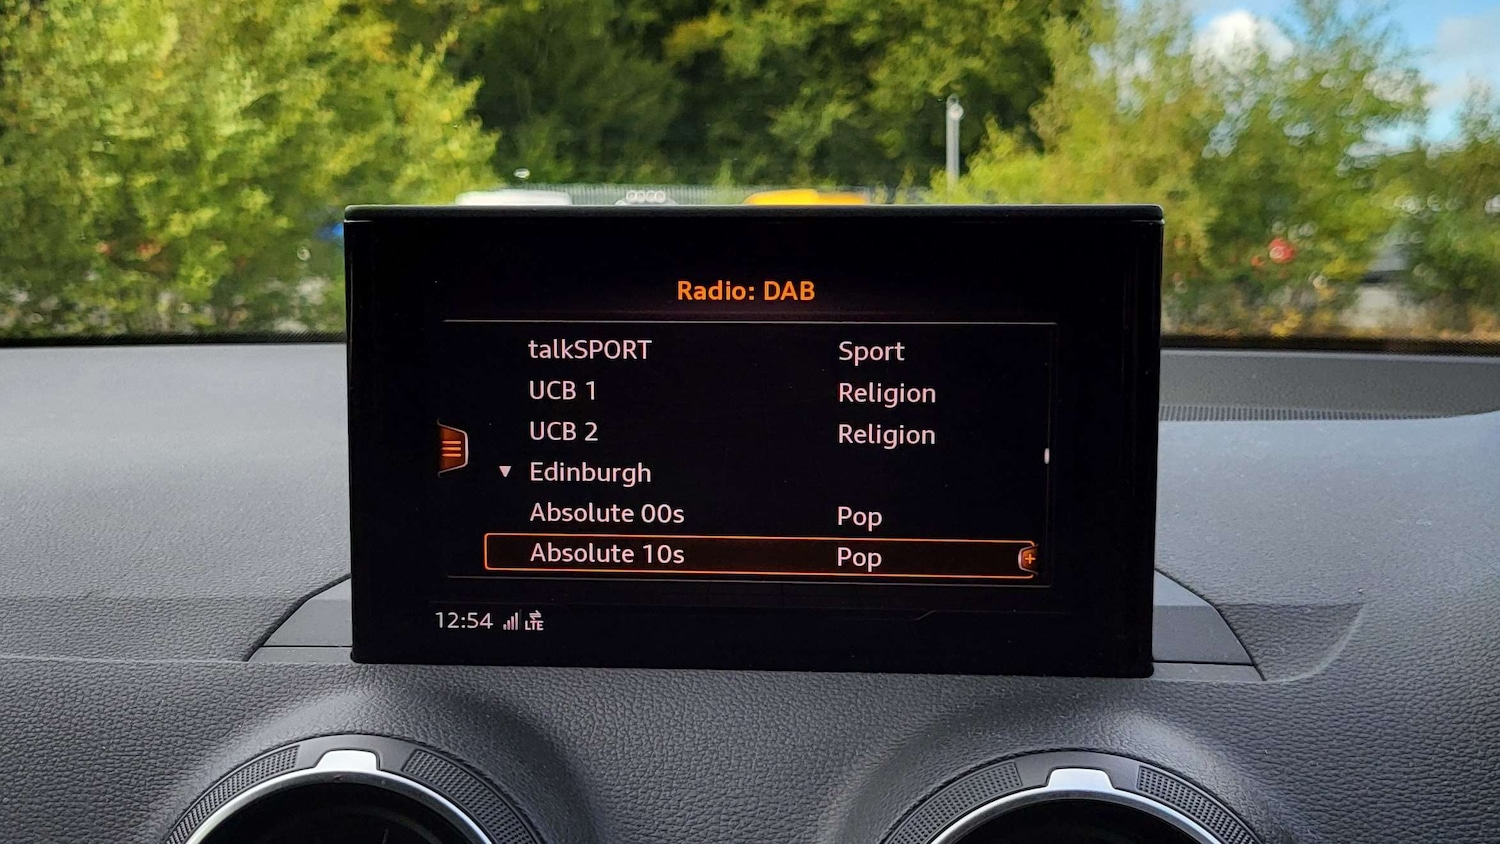 Radio: DAB
talkSPORT Sport
UCB 1 Religion
UCB 2 Religion
Edinburgh
Absolute 00s Pop
Absolute 10s Pop
12:54 LTE